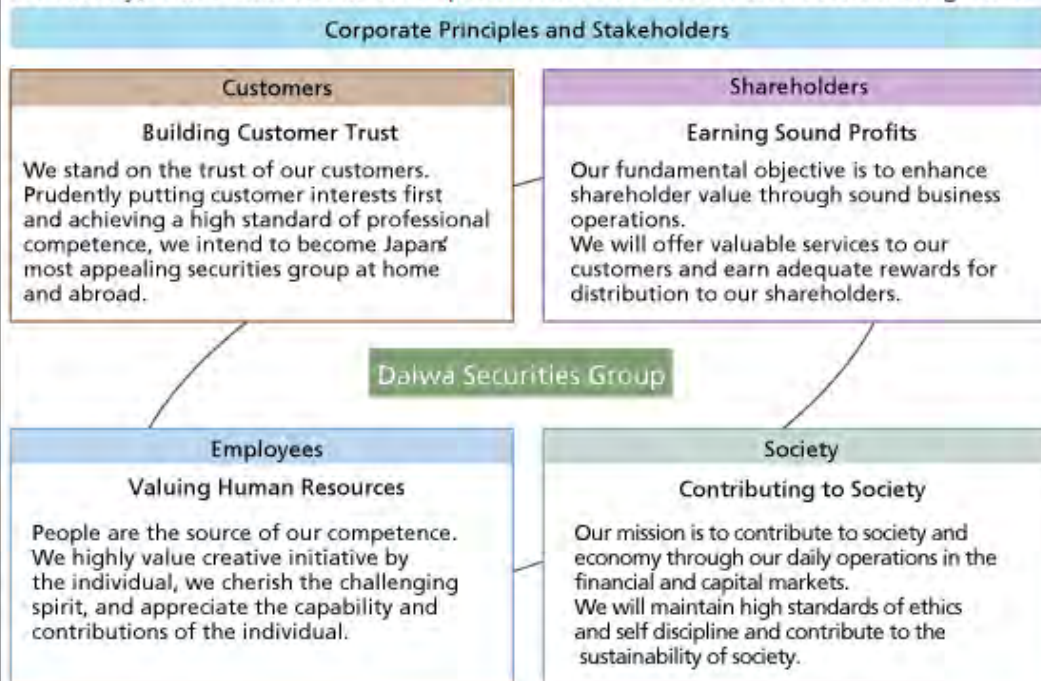 Corporate Principles and Stakeholders
Customers
Building Customer Trust
We stand on the trust of our customers.
Prudently putting customer interests first
and achieving a high standard of professional
competence, we intend to become Japan's
most appealing securities group at home
and abroad.
Shareholders
Earning Sound Profits
Our fundamental objective is to enhance
shareholder value through sound business
operations.
We will offer valuable services to our
customers and earn adequate rewards for
distribution to our shareholders.
Daiwa Securities Group
Employees
Valuing Human Resources
People are the source of our competence.
We highly value creative initiative by
the individual, we cherish the challenging
spirit, and appreciate the capability and
contributions of the individual.
Society
Contributing to Society
Our mission is to contribute to society and
economy through our daily operations in the
financial and capital markets.
We will maintain high standards of ethics
and self discipline and contribute to the
sustainability of society.